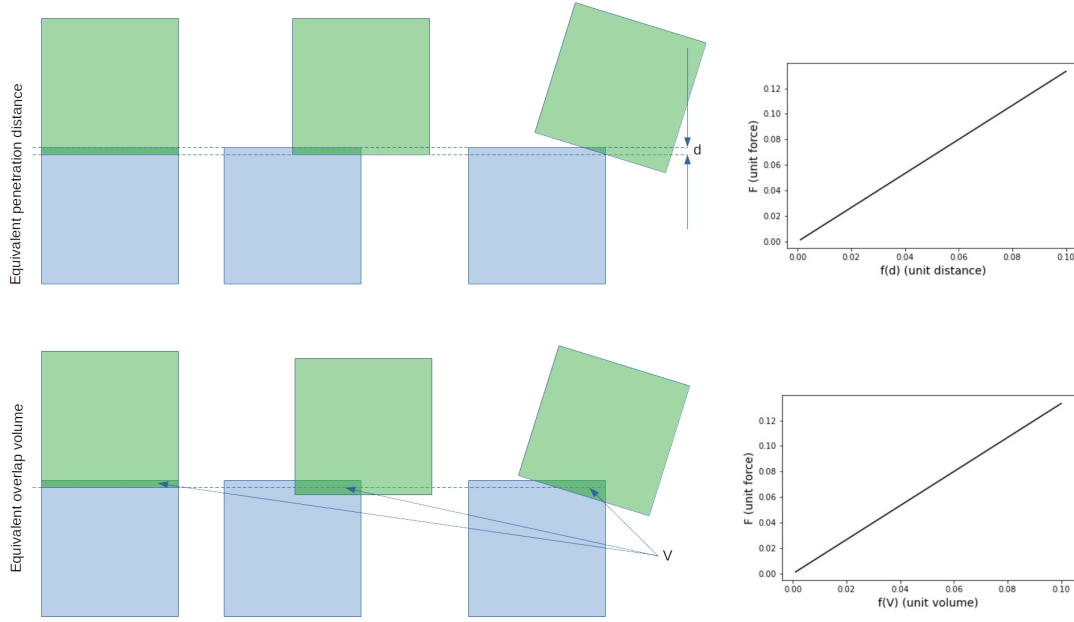 Equivalent penetration distance
d
F (unit force)
0.12
0.10
0.08
0.06
0.04
0.02
0.00
0.00 0.02 0.04 0.06 0.08 0.10
f(d) (unit distance)
Equivalent overlap volume
V
F (unit force)
0.12
0.10
0.08
0.06
0.04
0.02
0.00
0.00 0.02 0.04 0.06 0.08 0.10
f(V) (unit volume)